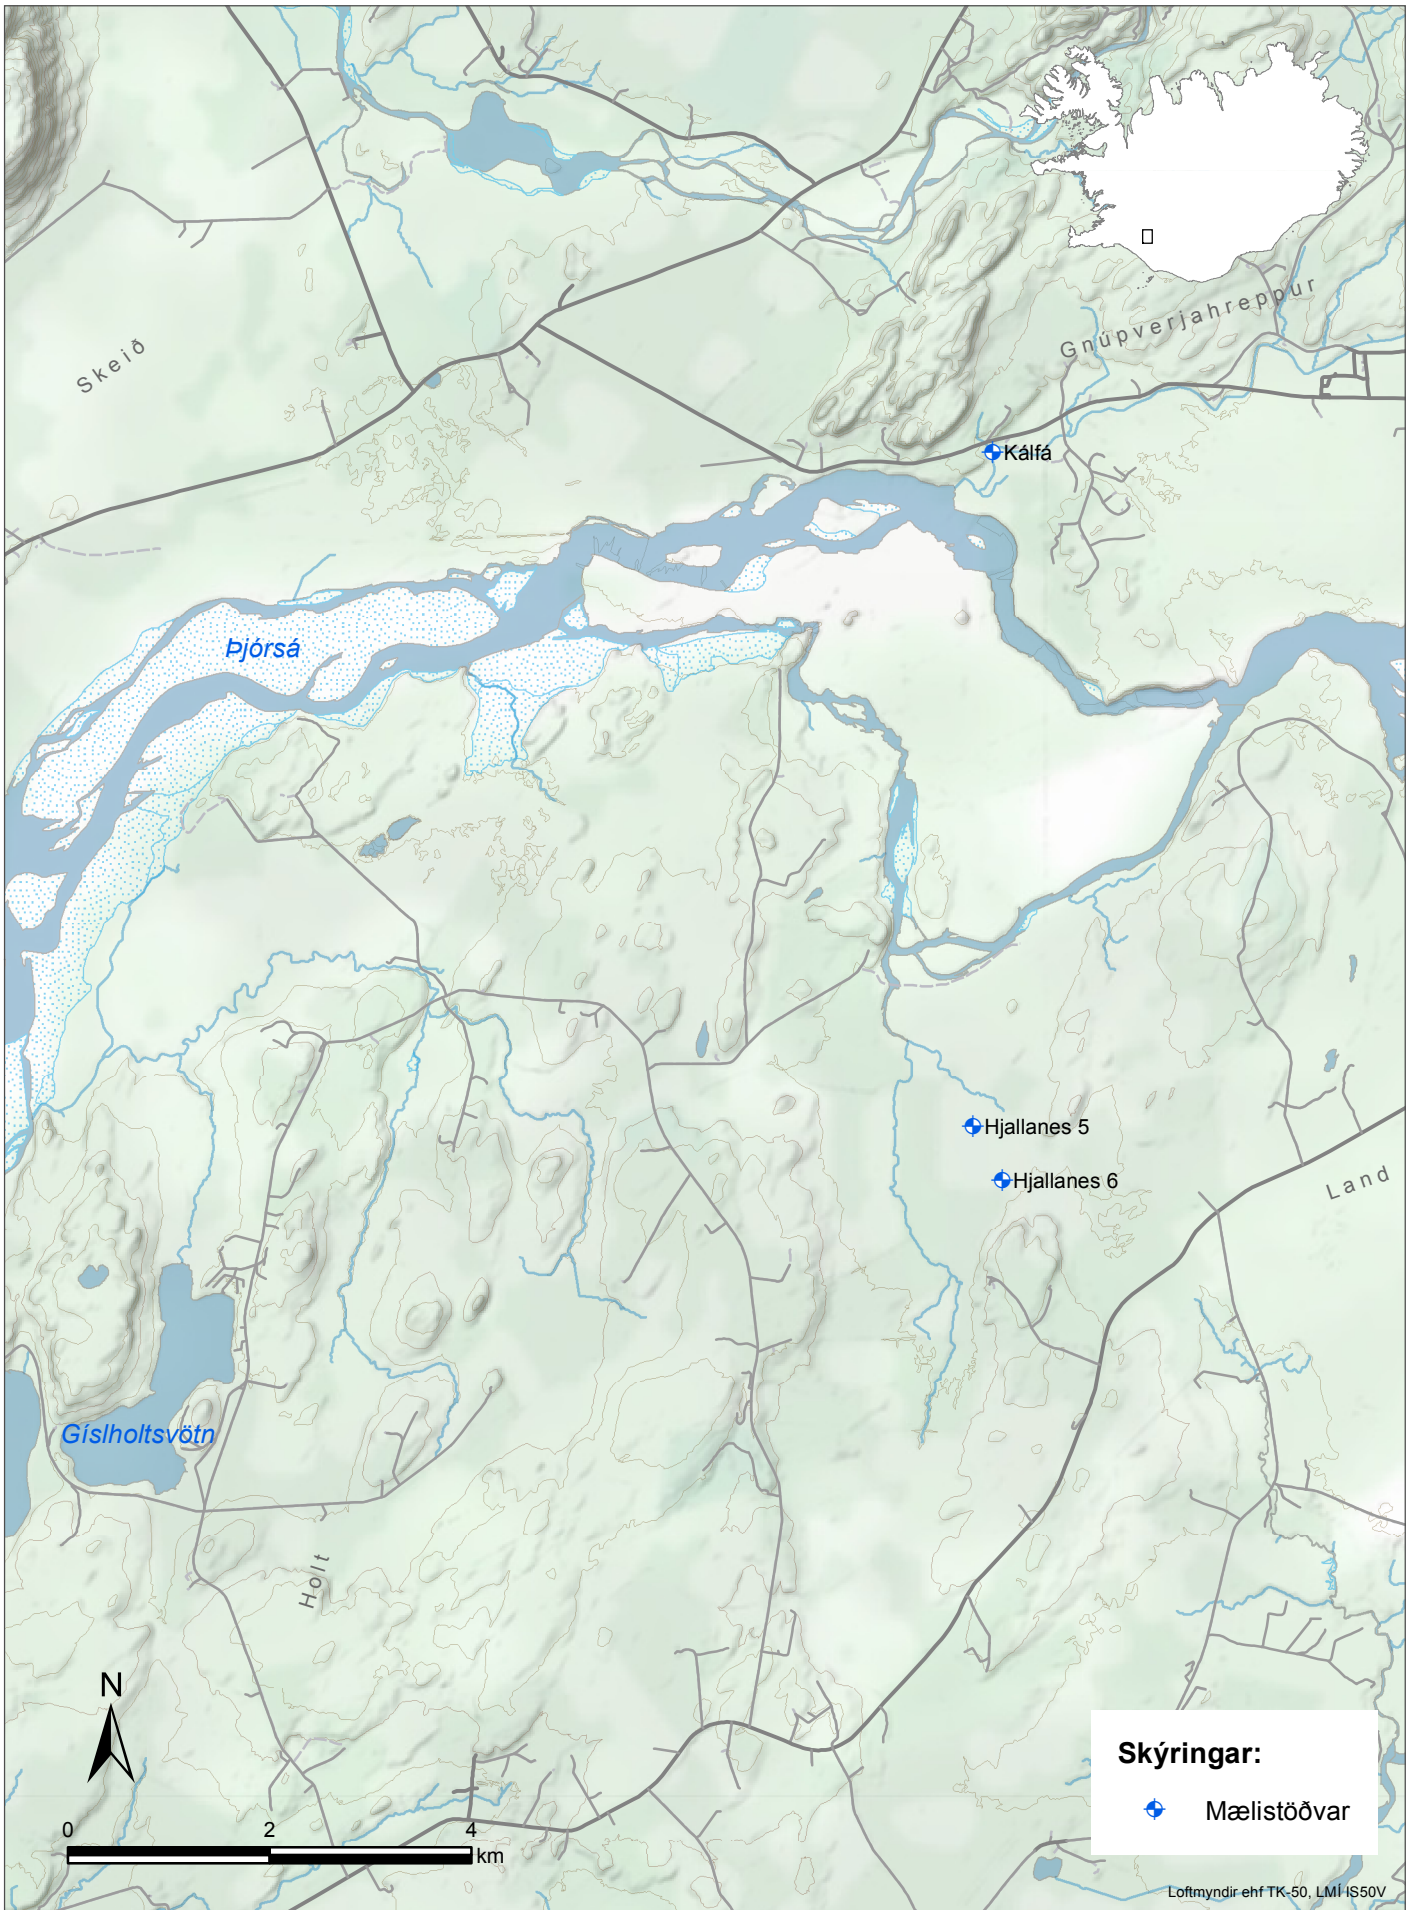 Skeið
Gnúpverjahreppur
Kálfá
Þjórsá
Hjallanes 5
Hjallanes 6
Land
Gíslholtsvötn
Holt
N
0 2 4
km
Skýringar:
Mælistöðvar
Loftmyndir ehf TK-50, LMÍ IS50V